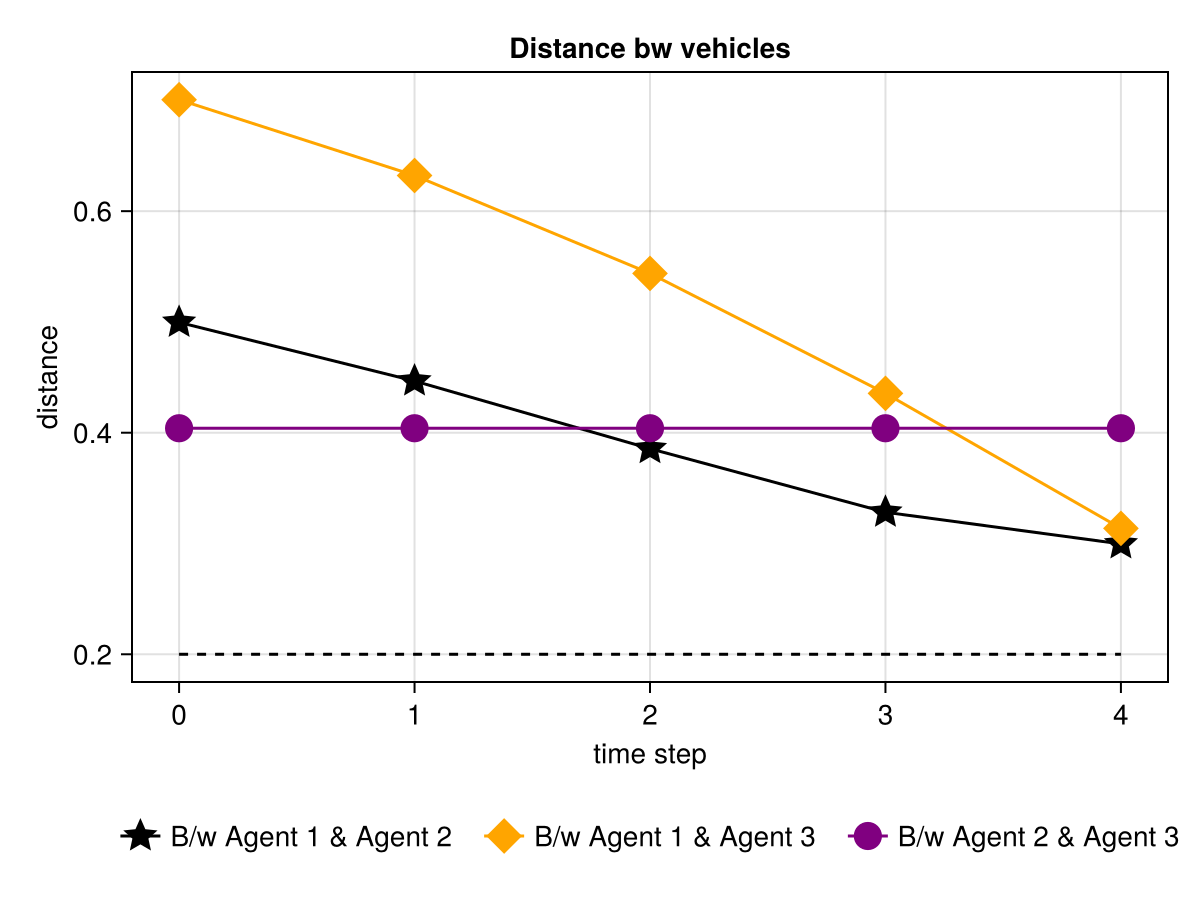 Distance bw vehicles
distance
0.6
0.4
0.2
0 1 2 3 4
time step
B/w Agent 1 & Agent 2 B/w Agent 1 & Agent 3 B/w Agent 2 & Agent 3